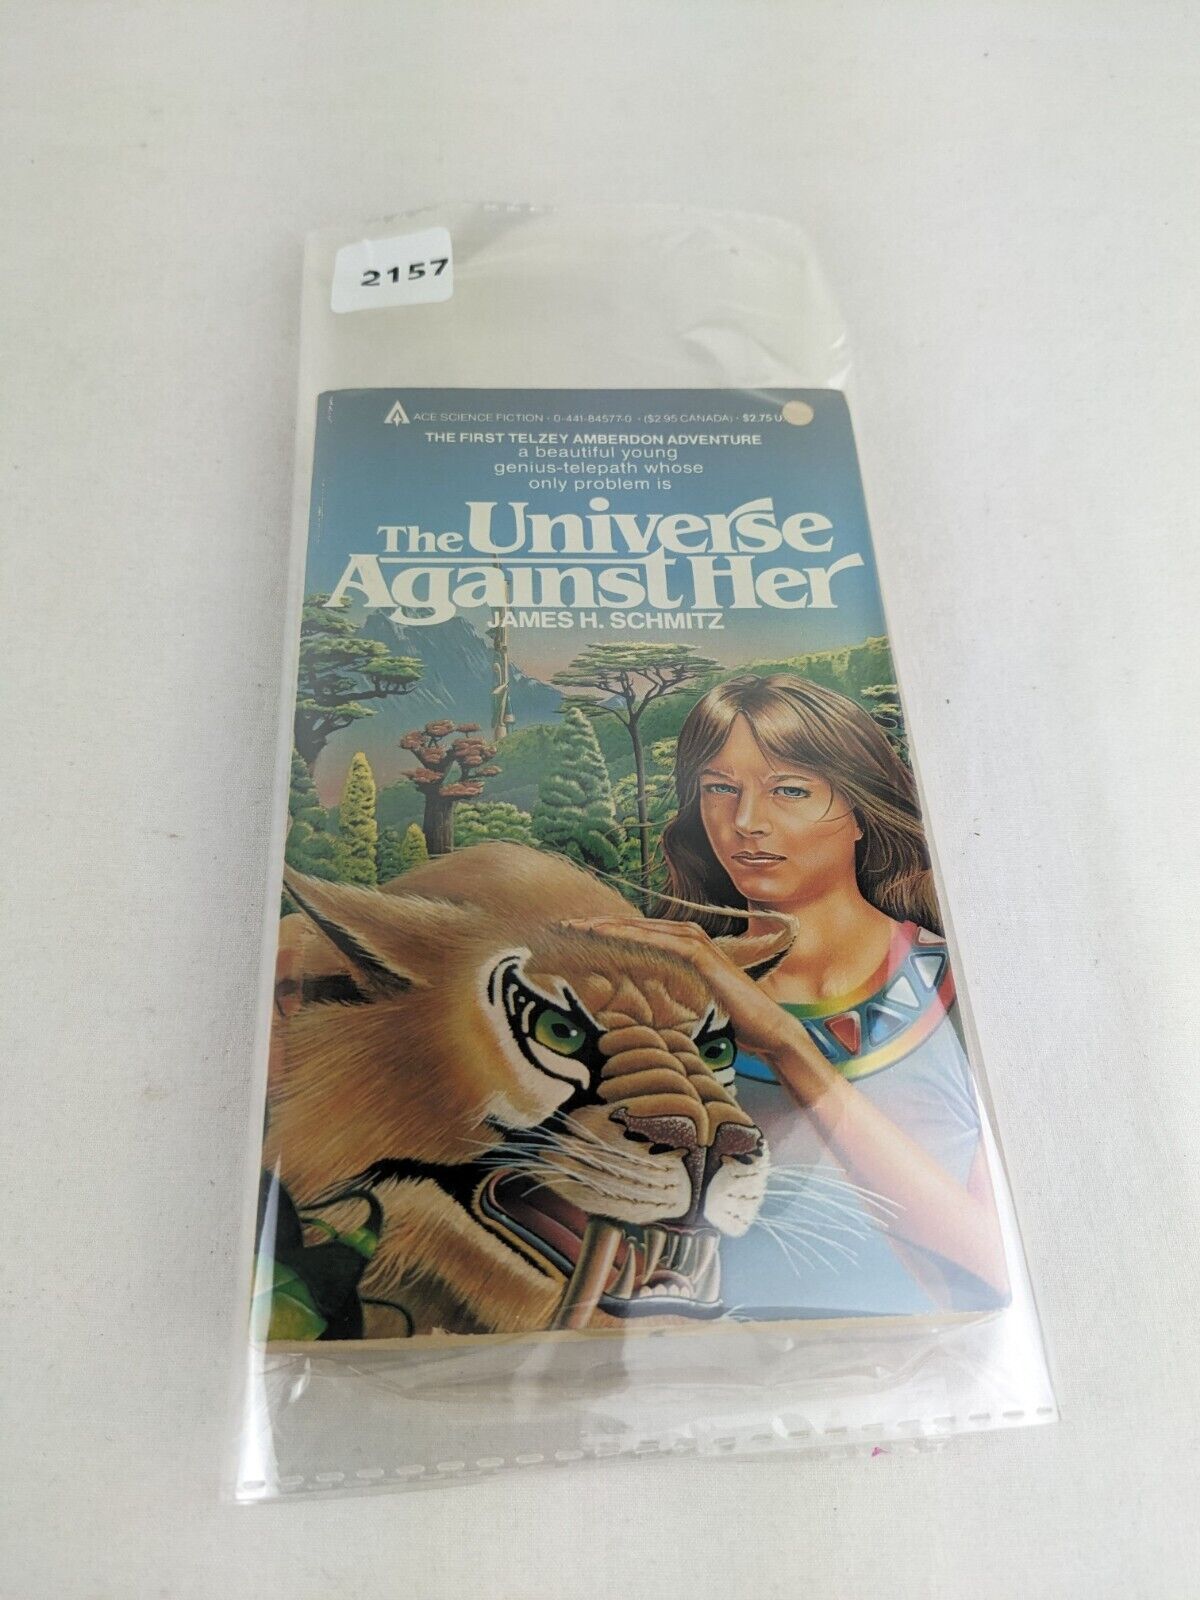 2157
ACE SCIENCE FICTION · 0-441-84577-0 · ($2.95 CANADA) · $2.75 U
THE FIRST TELZEY AMBERDON ADVENTURE
a beautiful young
genius-telepath whose
only problem is
The Universe
Against Her
JAMES H. SCHMITZ